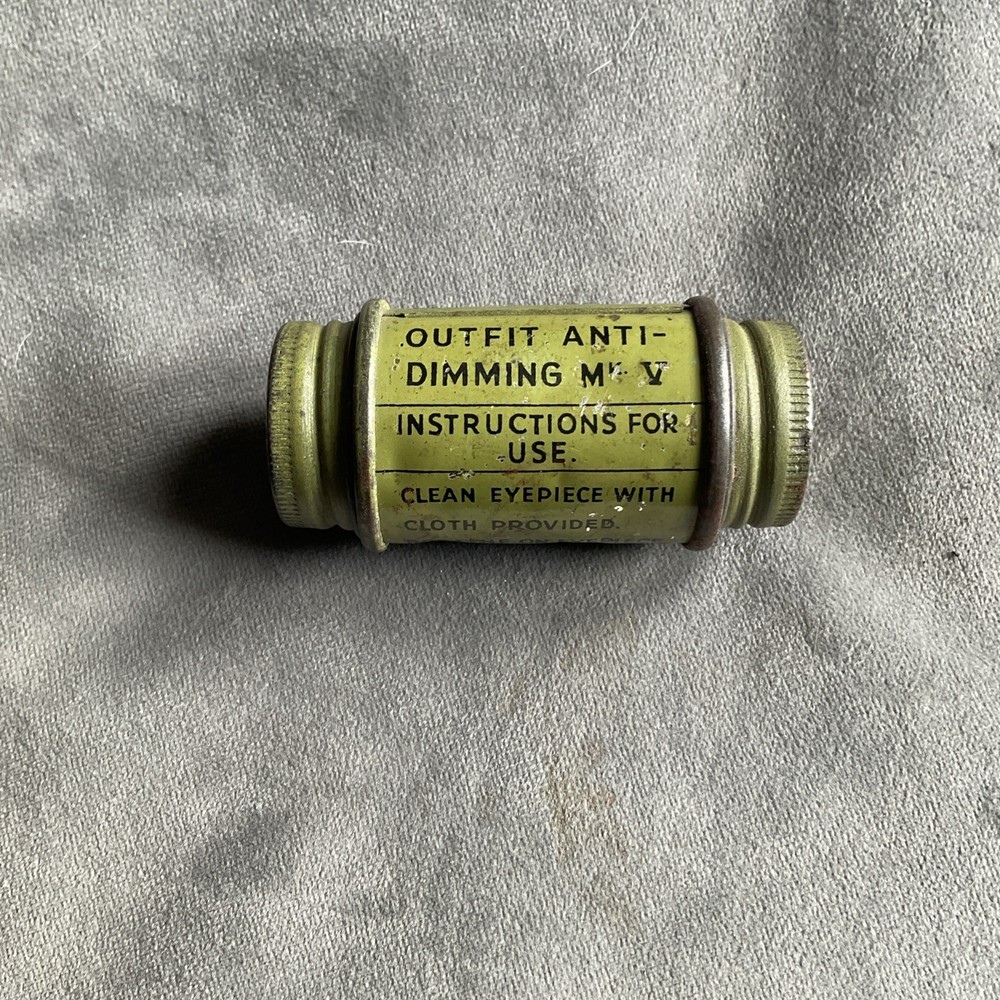 OUTFIT ANTI-
DIMMING Mk V
INSTRUCTIONS FOR
USE.
CLEAN EYEPIECE WITH
CLOTH PROVIDED.